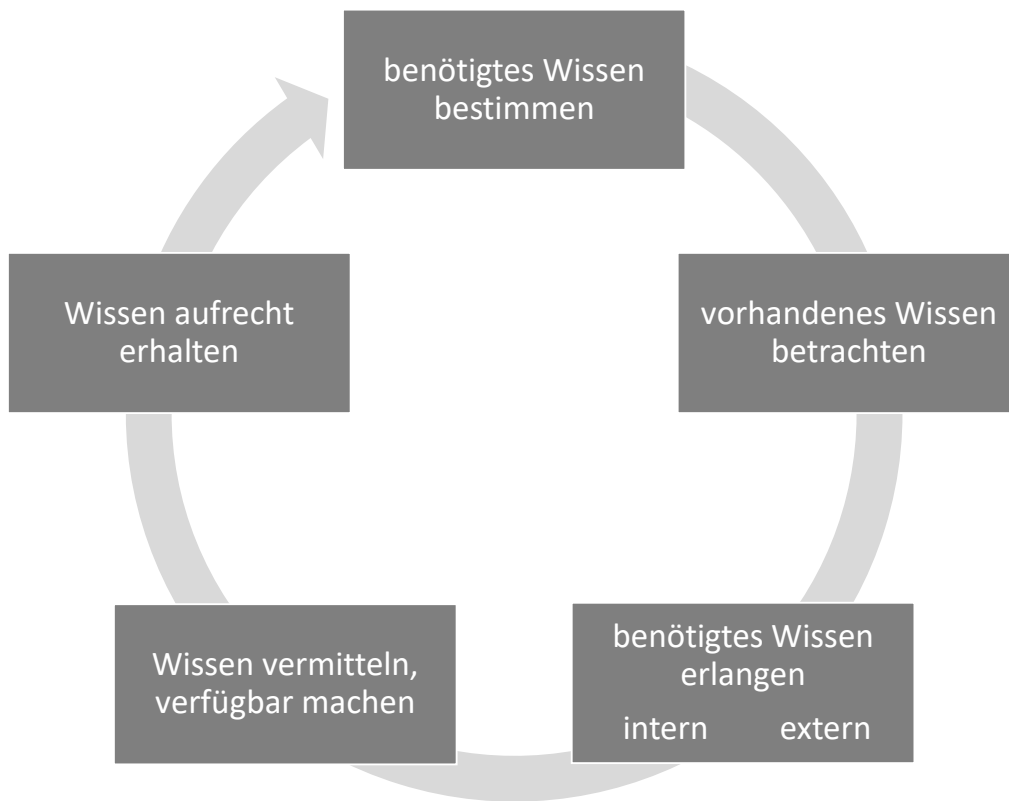 benötigtes Wissen
bestimmen
vorhandenes Wissen
betrachten
benötigtes Wissen
erlangen
intern extern
Wissen vermitteln,
verfügbar machen
Wissen aufrecht
erhalten